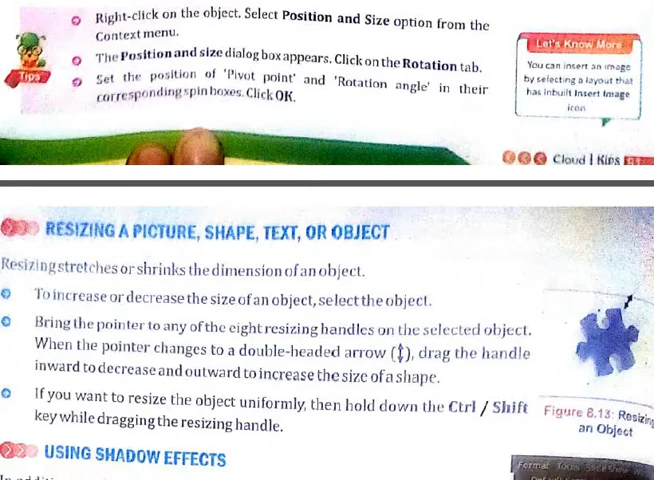 Right-click on the object. Select Position and Size option from the
Context menu.
The Position and size dialog box appears. Click on the Rotation tab.
Set the position of 'Pivot point' and 'Rotation angle' in their
corresponding spin boxes. Click OK.
Tips
Let's Know More
You can insert an image
by selecting a layout that
has inbuilt Insert Image
icon
Cloud | Kips
RESIZING A PICTURE, SHAPE, TEXT, OR OBJECT
Resizing stretches or shrinks the dimension of an object.
To increase or decrease the size of an object, select the object.
Bring the pointer to any of the eight resizing handles on the selected object.
When the pointer changes to a double-headed arrow (↕), drag the handle
inward to decrease and outward to increase the size of a shape.
If you want to resize the object uniformly, then hold down the Ctrl / Shift
key while dragging the resizing handle.
Figure 8.13: Resizing
an Object
USING SHADOW EFFECTS
Format Tools Slide Show